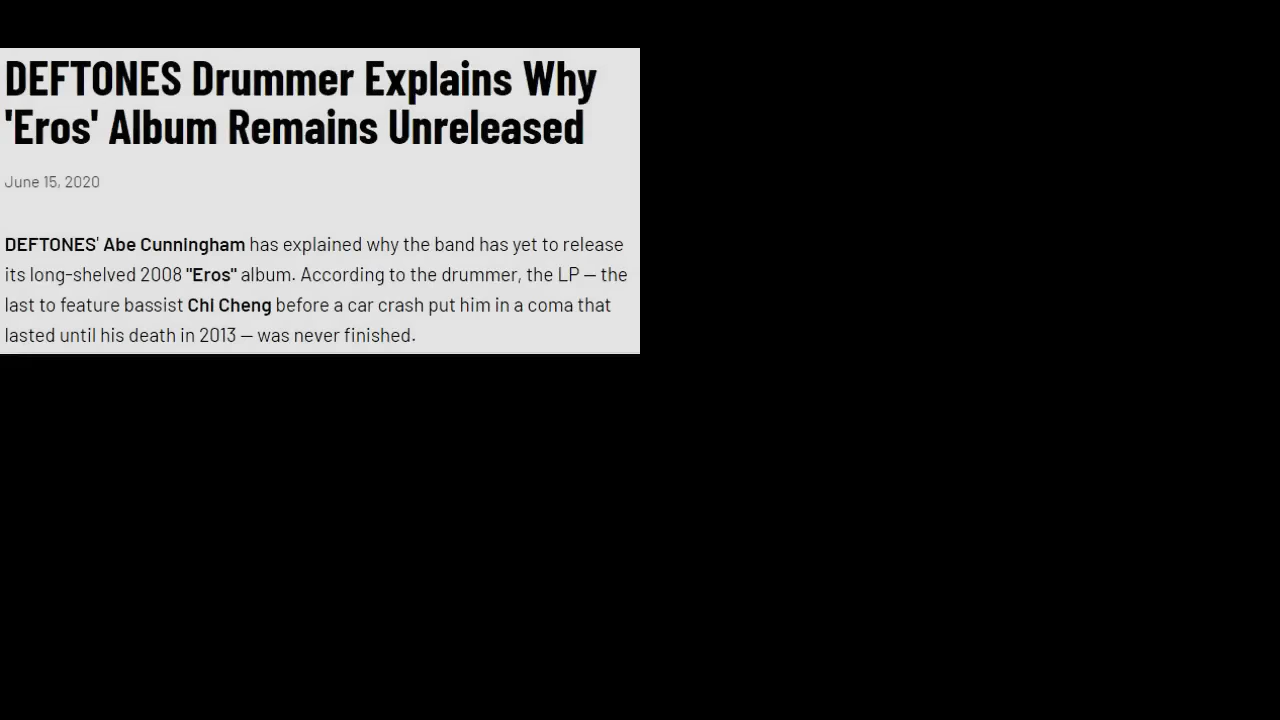 DEFTONES Drummer Explains Why
'Eros' Album Remains Unreleased
June 15, 2020
DEFTONES' Abe Cunningham has explained why the band has yet to release
its long-shelved 2008 "Eros" album. According to the drummer, the LP — the
last to feature bassist Chi Cheng before a car crash put him in a coma that
lasted until his death in 2013 — was never finished.